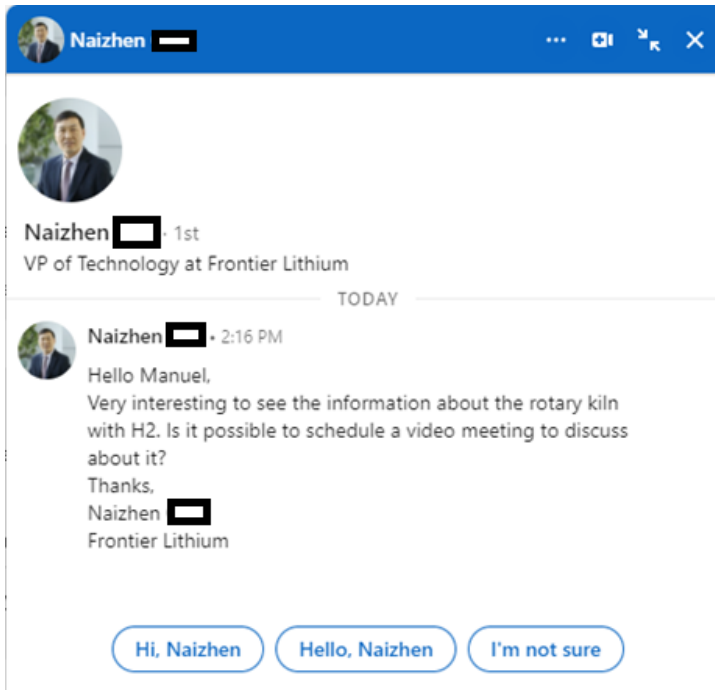 Naizhen
Naizhen · 1st
VP of Technology at Frontier Lithium
TODAY
Naizhen • 2:16 PM
Hello Manuel,
Very interesting to see the information about the rotary kiln
with H2. Is it possible to schedule a video meeting to discuss
about it?
Thanks,
Naizhen
Frontier Lithium
Hi, Naizhen
Hello, Naizhen
I'm not sure